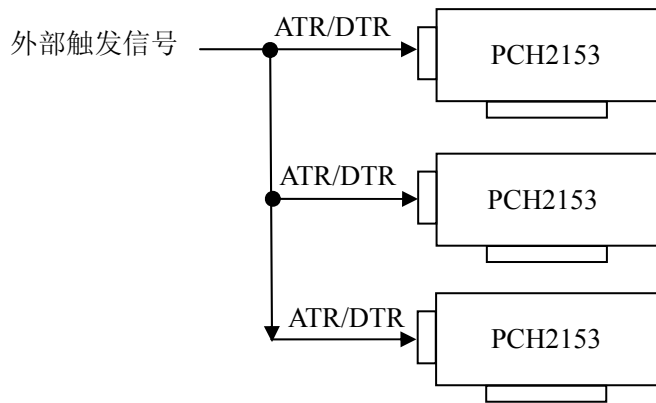 外部触发信号
ATR/DTR
PCH2153
ATR/DTR
PCH2153
ATR/DTR
PCH2153